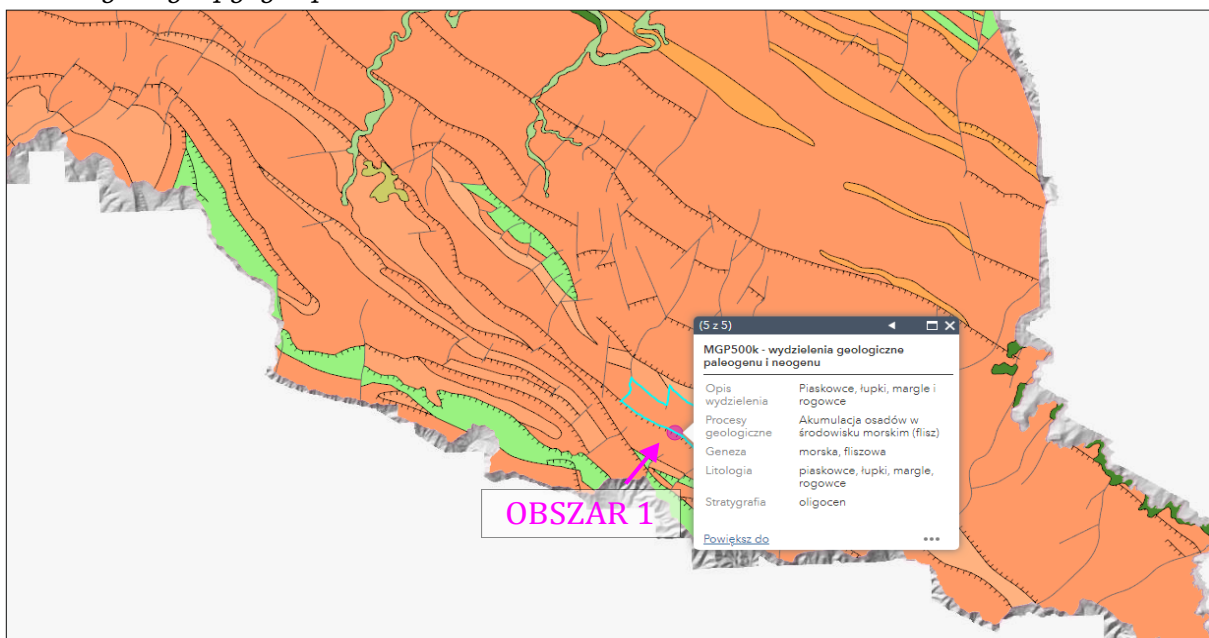 (5 z 5)
MGP500k - wydzielenia geologiczne
paleogenu i neogenu
Opis
wydzielenia
Piaskowce, łupki, margle i
rogowce
Procesy
geologiczne
Akumulacja osadów w
środowisku morskim (flisz)
Geneza
morska, fliszowa
Litologia
piaskowce, łupki, margle,
rogowce
Stratygrafia
oligocen
Powiększ do
OBSZAR 1